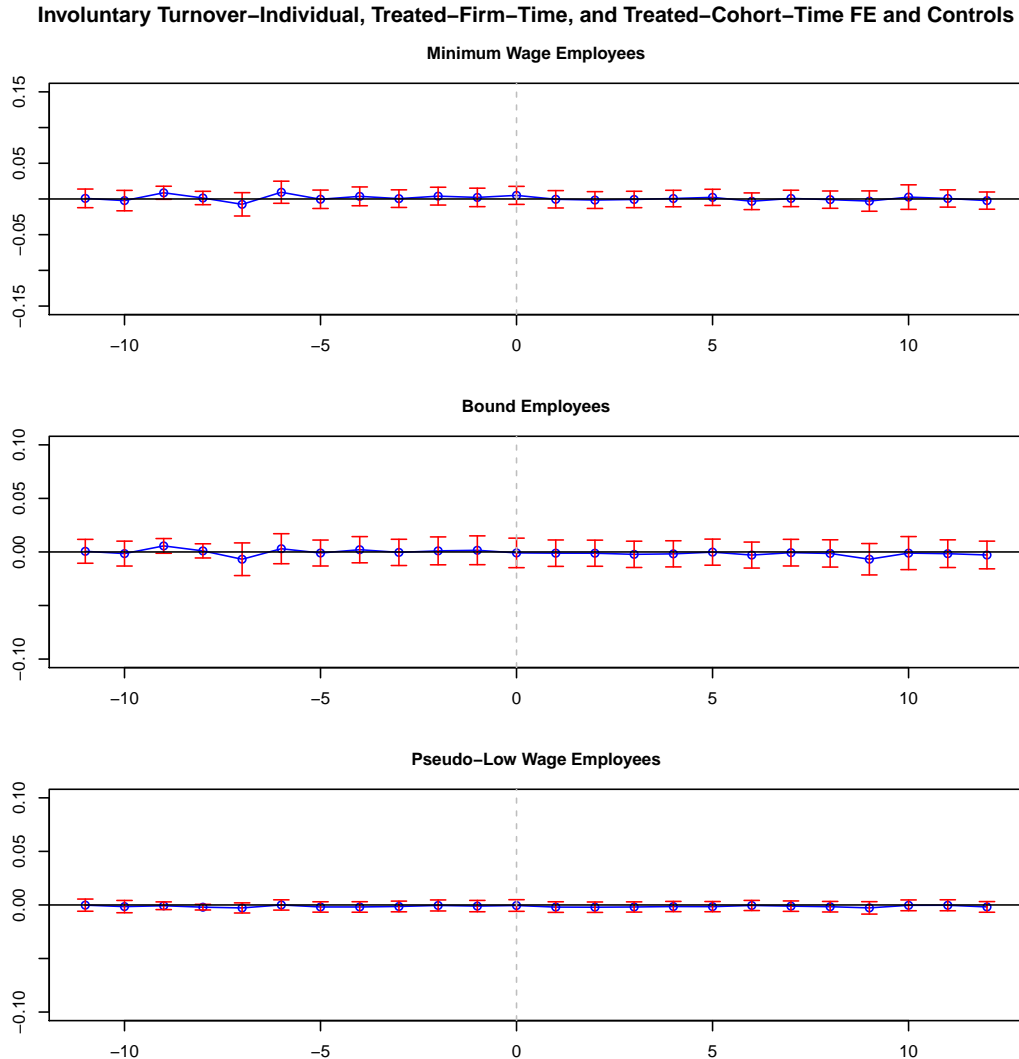 Involuntary Turnover−Individual, Treated−Firm−Time, and Treated−Cohort−Time FE and Controls
Minimum Wage Employees
0.15
0.05
−0.05
−0.15
−10 −5 0 5 10
Bound Employees
0.10
0.05
0.00
−0.10
−10 −5 0 5 10
Pseudo−Low Wage Employees
0.10
0.05
0.00
−0.10
−10 −5 0 5 10